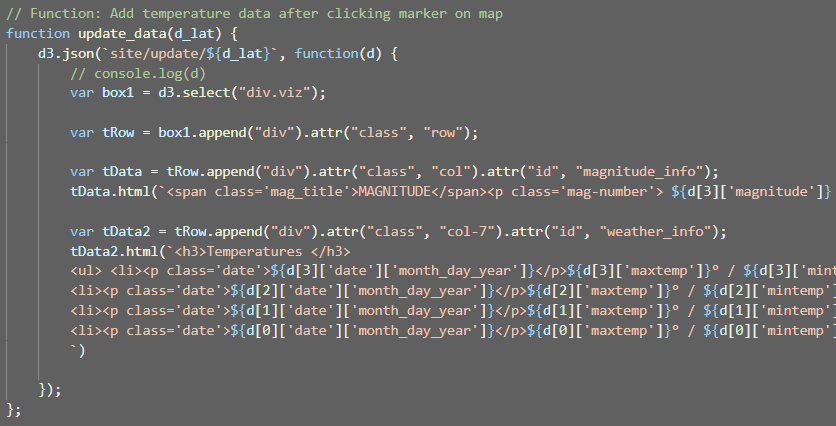 // Function: Add temperature data after clicking marker on map
function update_data(d_lat) {
d3.json(`site/update/${d_lat}`, function(d) {
// console.log(d)
var box1 = d3.select("div.viz");
var tRow = box1.append("div").attr("class", "row");
var tData = tRow.append("div").attr("class", "col").attr("id", "magnitude_info");
tData.html(`<span class='mag_title'>MAGNITUDE</span><p class='mag-number'> ${d[3]['magnitude']}
var tData2 = tRow.append("div").attr("class", "col-7").attr("id", "weather_info");
tData2.html(`<h3>Temperatures </h3>
<ul> <li><p class='date'>${d[3]['date']['month_day_year']}</p>${d[3]['maxtemp']}° / ${d[3]['mint
<li><p class='date'>${d[2]['date']['month_day_year']}</p>${d[2]['maxtemp']}° / ${d[2]['mintemp']
<li><p class='date'>${d[1]['date']['month_day_year']}</p>${d[1]['maxtemp']}° / ${d[1]['mintemp']
<li><p class='date'>${d[0]['date']['month_day_year']}</p>${d[0]['maxtemp']}° / ${d[0]['mintemp']
`)
});
};